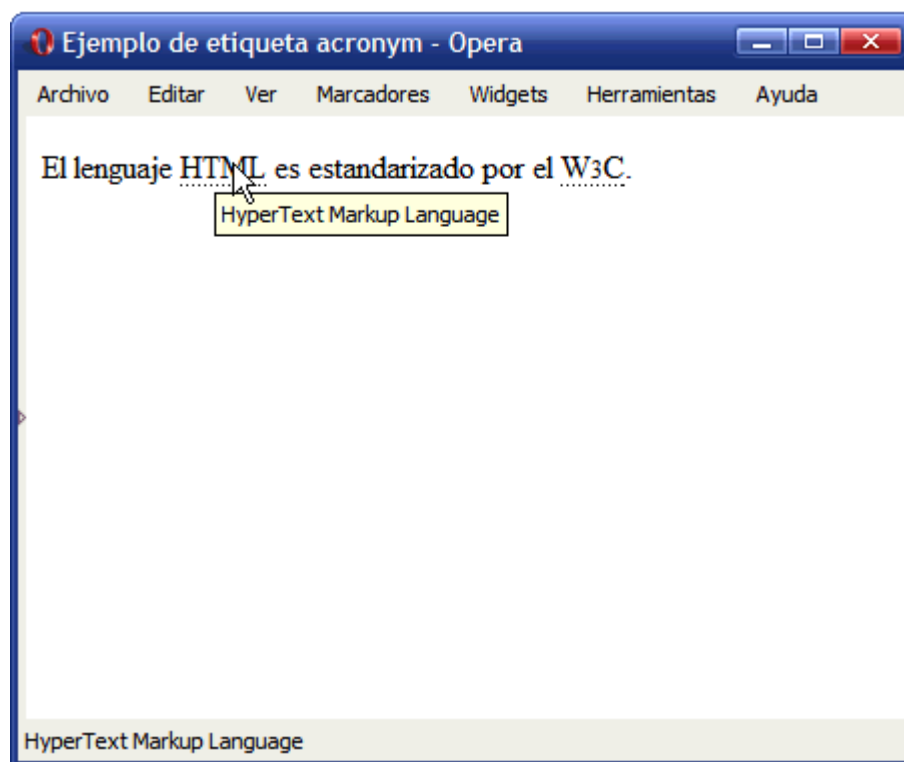 Ejemplo de etiqueta acronym - Opera
Archivo Editar Ver Marcadores Widgets Herramientas Ayuda
El lenguaje HTML es estandarizado por el W3C.
HyperText Markup Language
HyperText Markup Language